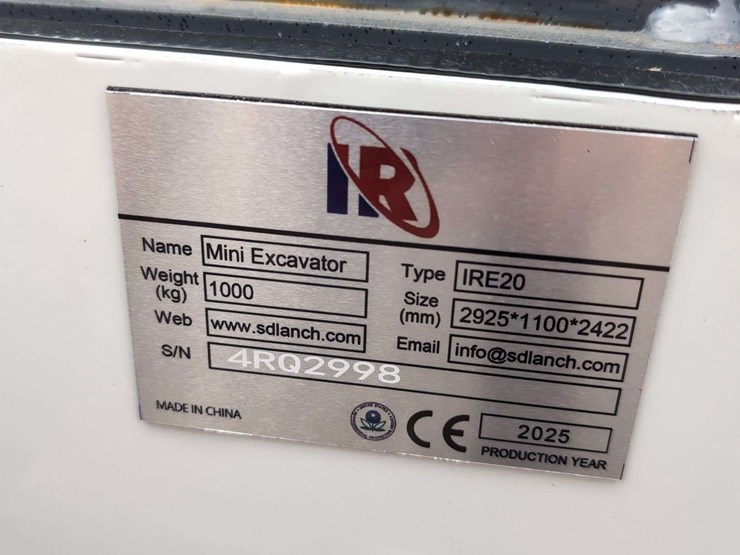 IR
Name Mini Excavator
Type IRE20
Weight (kg) 1000
Size (mm) 2925*1100*2422
Web www.sdlanch.com
Email info@sdlanch.com
S/N 4RQ2998
MADE IN CHINA
CE
2025
PRODUCTION YEAR